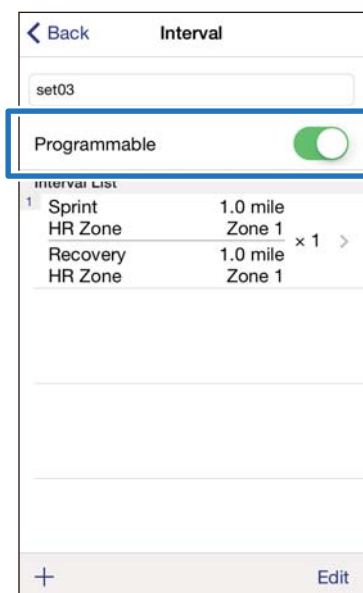 Back Interval
set03
Programmable
Interval List
1 Sprint 1.0 mile
HR Zone Zone 1
× 1
Recovery 1.0 mile
HR Zone Zone 1
+ Edit